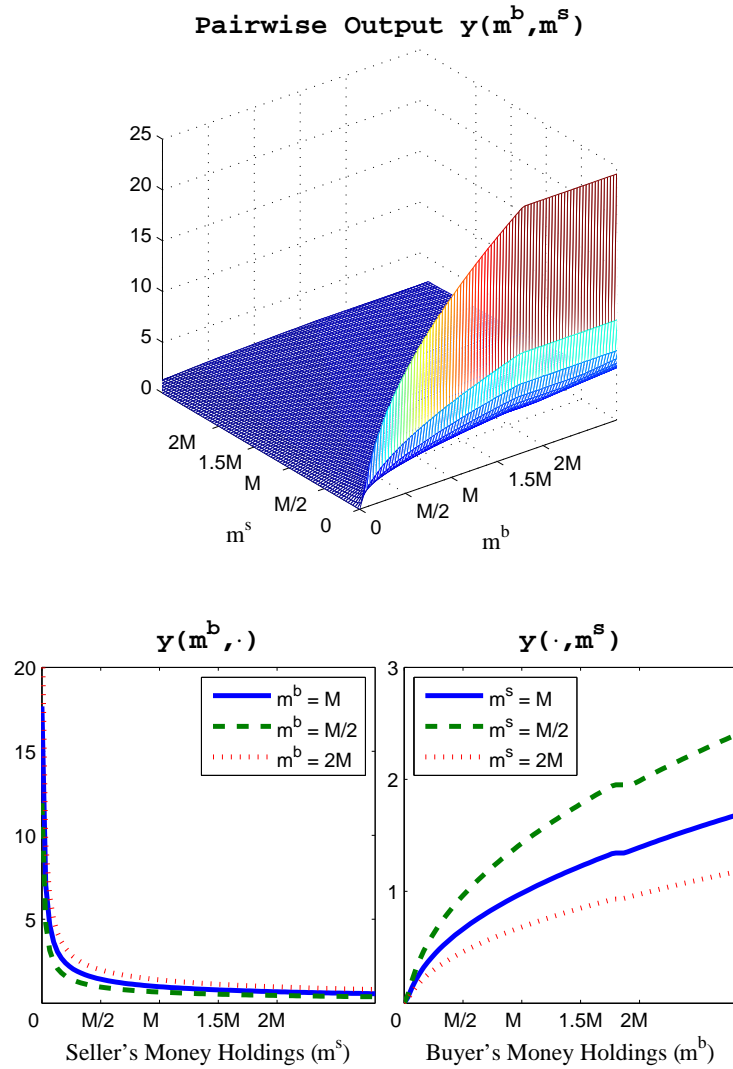 Pairwise Output y(m^b,m^s)
25
20
15
10
5
0
2M
1.5M
M
M/2
0
m^s
0
M/2
M
1.5M
2M
m^b
y(m^b,·)
20
15
10
5
m^b = M
m^b = M/2
m^b = 2M
0 M/2 M 1.5M 2M
Seller's Money Holdings (m^s)
y(·,m^s)
3
2
1
m^s = M
m^s = M/2
m^s = 2M
0 M/2 M 1.5M 2M
Buyer's Money Holdings (m^b)